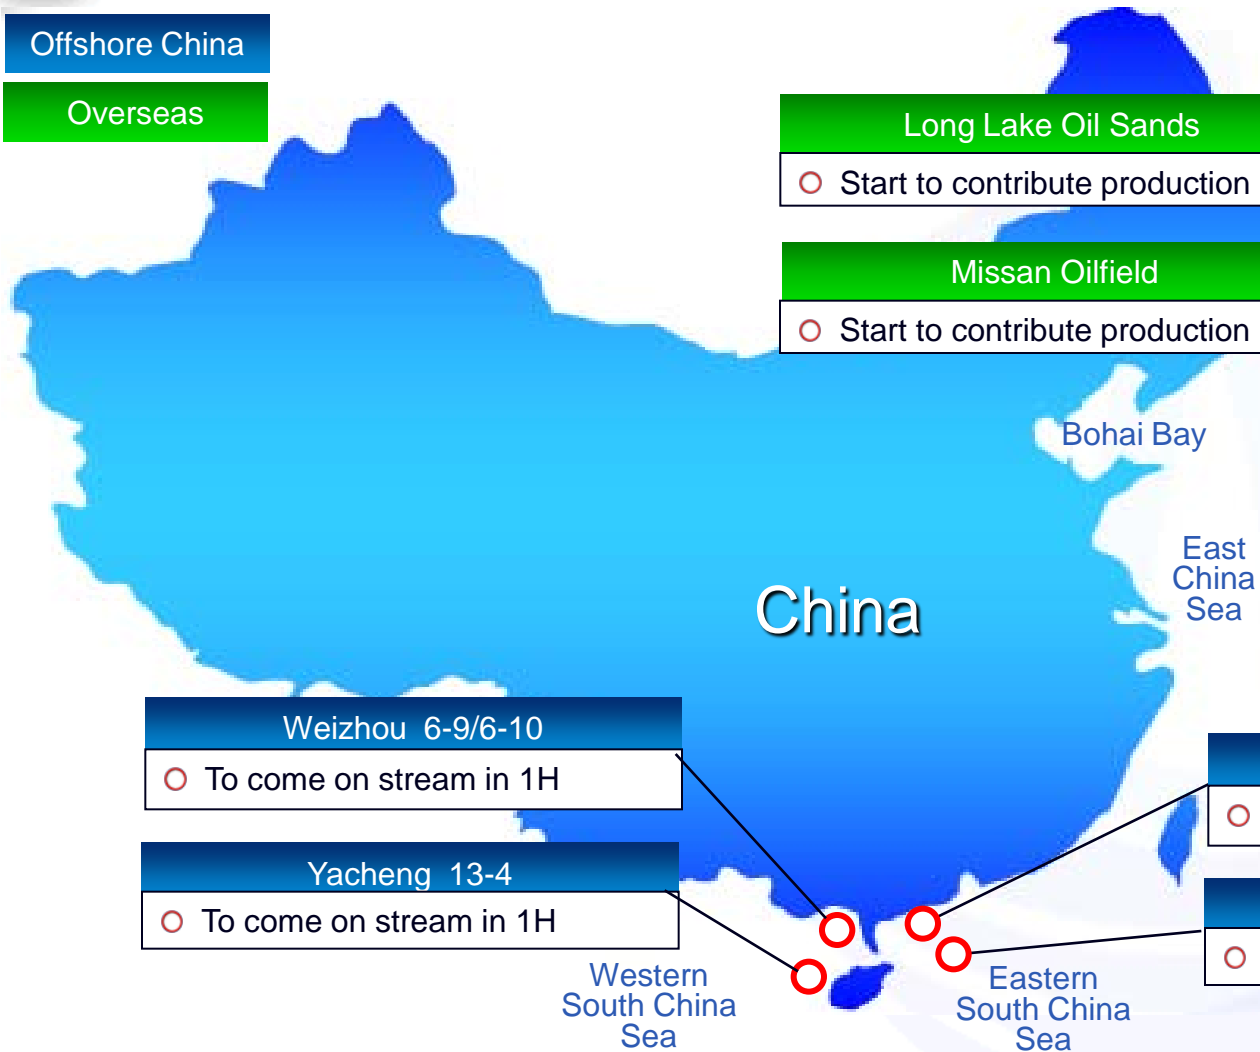 Offshore China
Overseas
Long Lake Oil Sands
Start to contribute production
Missan Oilfield
Start to contribute production
Bohai Bay
East
China
Sea
China
Weizhou 6-9/6-10
To come on stream in 1H
Yacheng 13-4
To come on stream in 1H
Western
South China
Sea
Eastern
South China
Sea